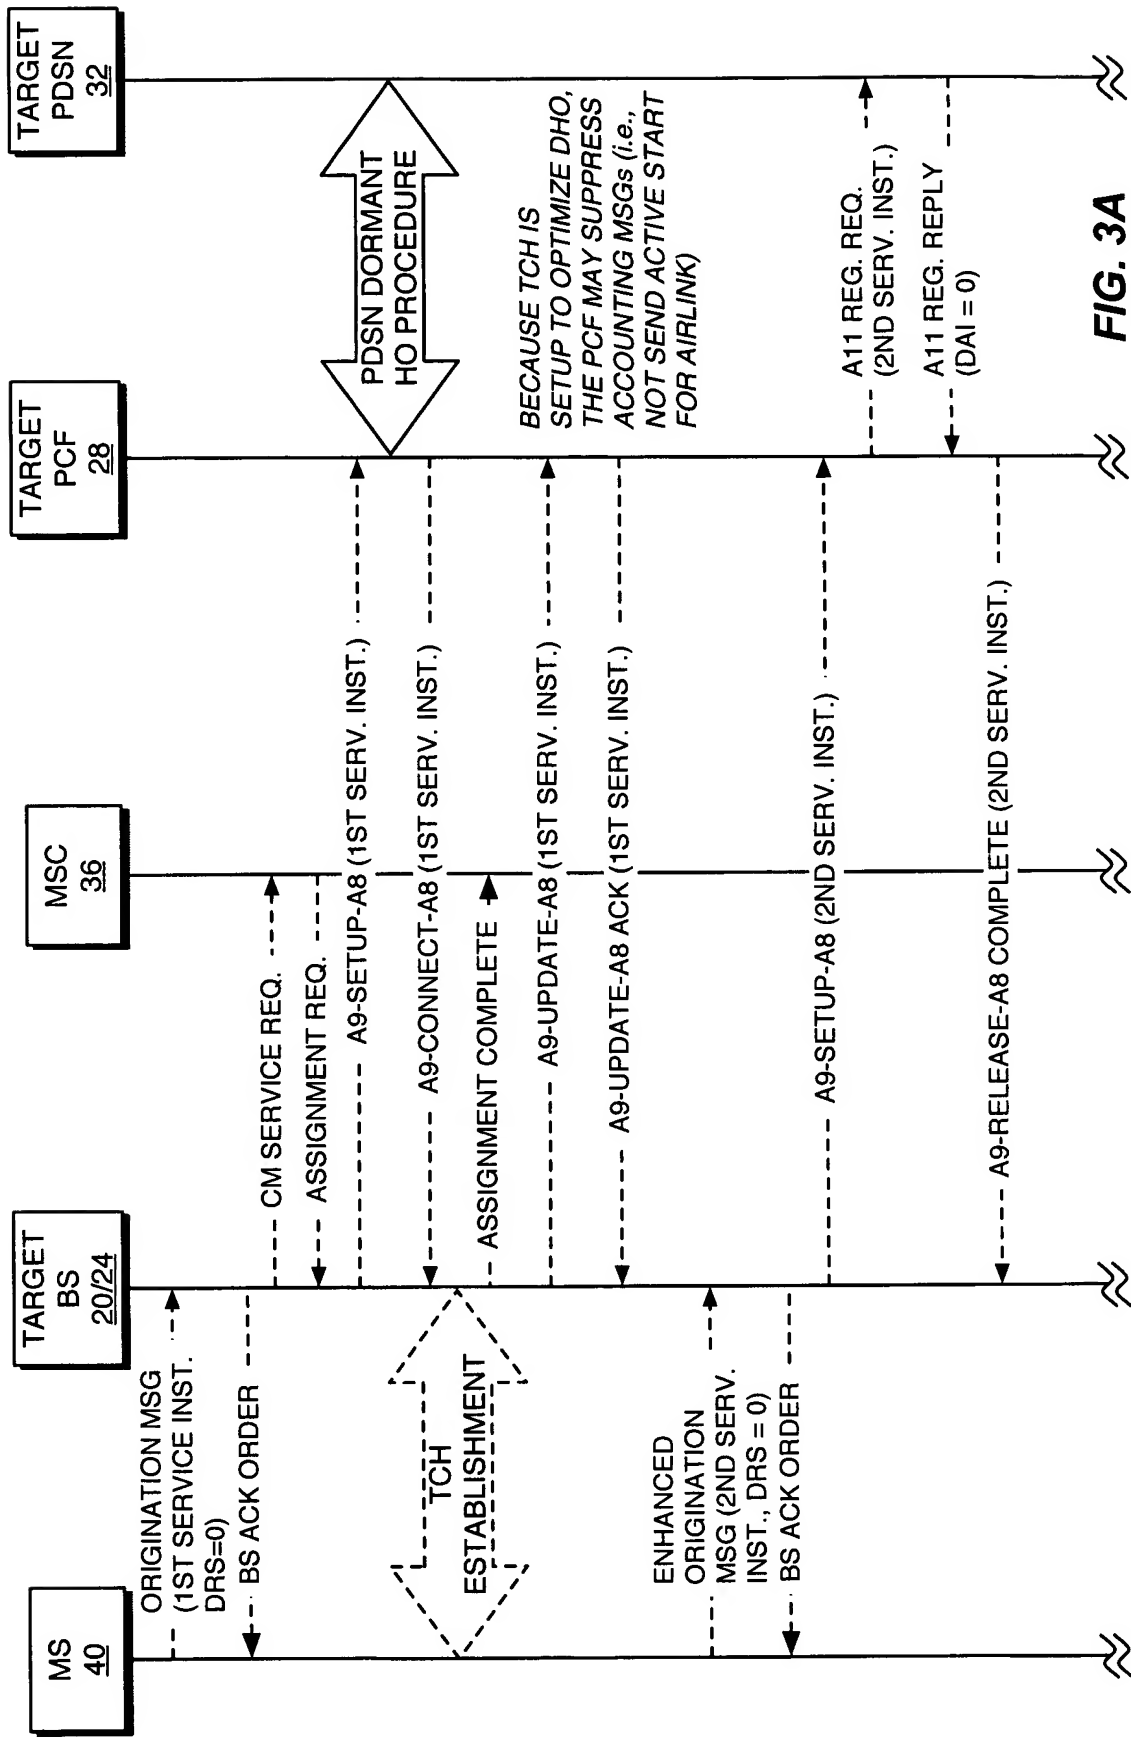 MS
40
TARGET
BS
20/24
MSC
36
TARGET
PCF
28
TARGET
PDSN
32
ORIGINATION MSG
(1ST SERVICE INST.
DRS=0)
BS ACK ORDER
CM SERVICE REQ.
ASSIGNMENT REQ.
A9-SETUP-A8 (1ST SERV. INST.)
PDSN DORMANT
HO PROCEDURE
A9-CONNECT-A8 (1ST SERV. INST.)
TCH
ESTABLISHMENT
ASSIGNMENT COMPLETE
A9-UPDATE-A8 (1ST SERV. INST.)
A9-UPDATE-A8 ACK (1ST SERV. INST.)
BECAUSE TCH IS
SETUP TO OPTIMIZE DHO,
THE PCF MAY SUPPRESS
ACCOUNTING MSGs (i.e.,
NOT SEND ACTIVE START
FOR AIRLINK)
ENHANCED
ORIGINATION
MSG (2ND SERV.
INST., DRS = 0)
BS ACK ORDER
A9-SETUP-A8 (2ND SERV. INST.)
A11 REG. REQ.
(2ND SERV. INST.)
A11 REG. REPLY
(DAI = 0)
A9-RELEASE-A8 COMPLETE (2ND SERV. INST.)
FIG. 3A